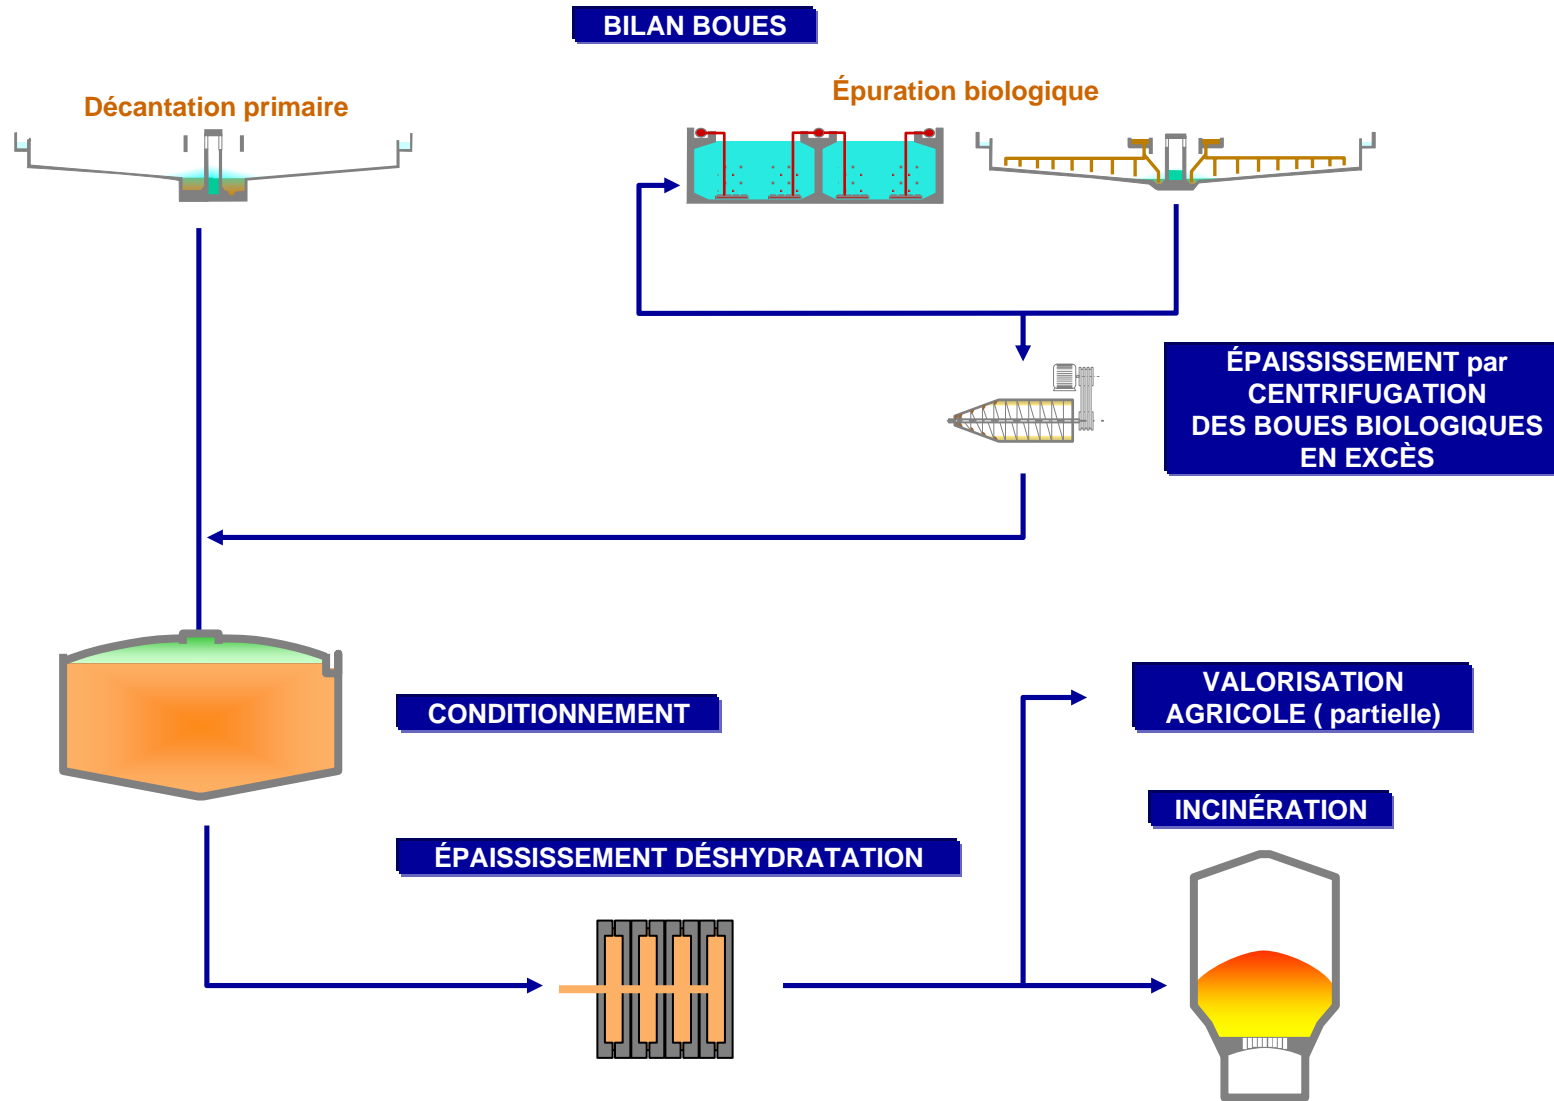 BILAN BOUES
Décantation primaire
Épuration biologique
ÉPAISSISSEMENT par
CENTRIFUGATION
DES BOUES BIOLOGIQUES
EN EXCÈS
CONDITIONNEMENT
VALORISATION
AGRICOLE ( partielle)
INCINÉRATION
ÉPAISSISSEMENT DÉSHYDRATATION